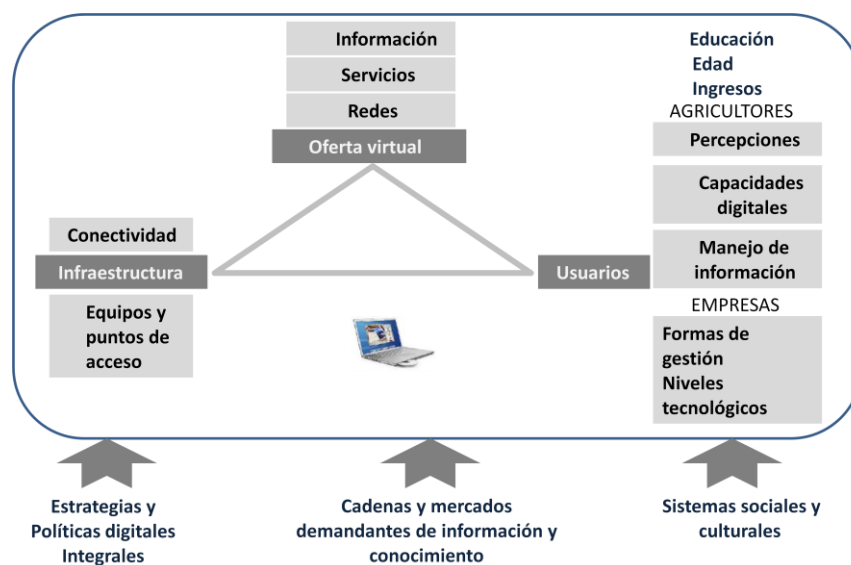 Información
Servicios
Redes
Oferta virtual
Educación
Edad
Ingresos
AGRICULTORES
Percepciones
Capacidades
digitales
Manejo de
información
Conectividad
Infraestructura
Equipos y
puntos de
acceso
Usuarios
EMPRESAS
Formas de
gestión
Niveles
tecnológicos
Estrategias y
Políticas digitales
Integrales
Cadenas y mercados
demandantes de información y
conocimiento
Sistemas sociales y
culturales